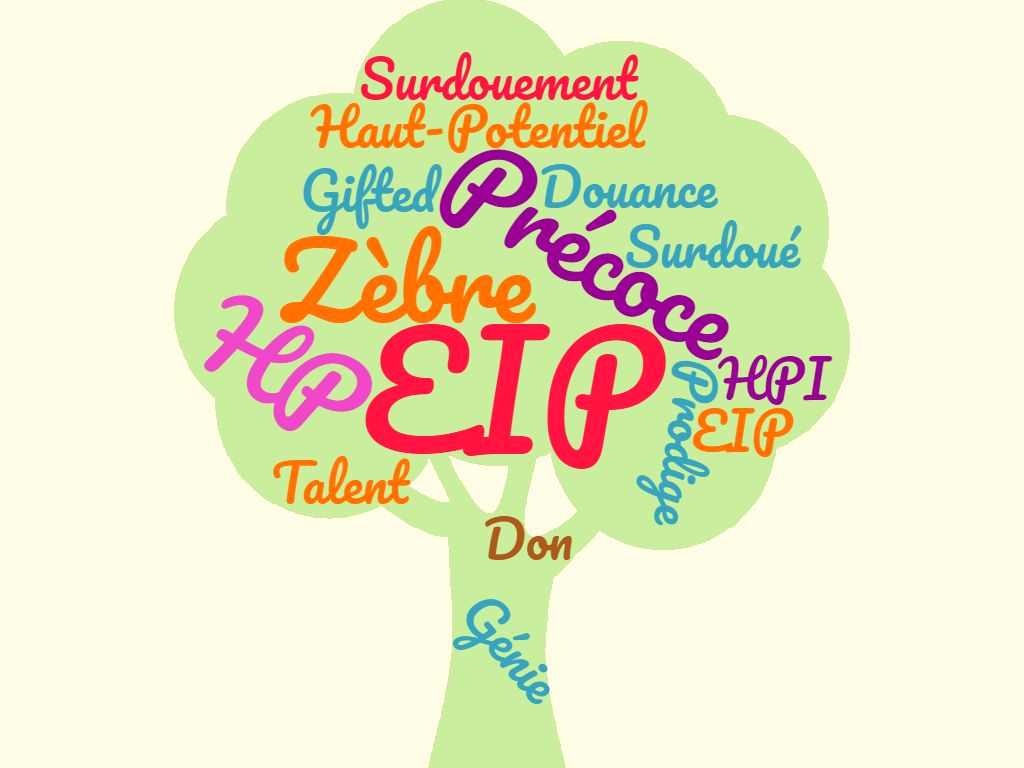 Surdouement
Haut-Potentiel
Gifted
Précoce
Douance
Surdoué
Zèbre
HP
EIP
HPI
Prodige
EIP
Talent
Don
Génie